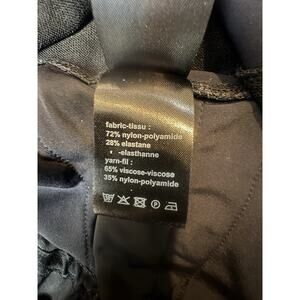 fabric-tissu :
72% nylon-polyamide
28% elastane
-elasthanne
yarn-fil :
65% viscose-viscose
35% nylon-polyamide